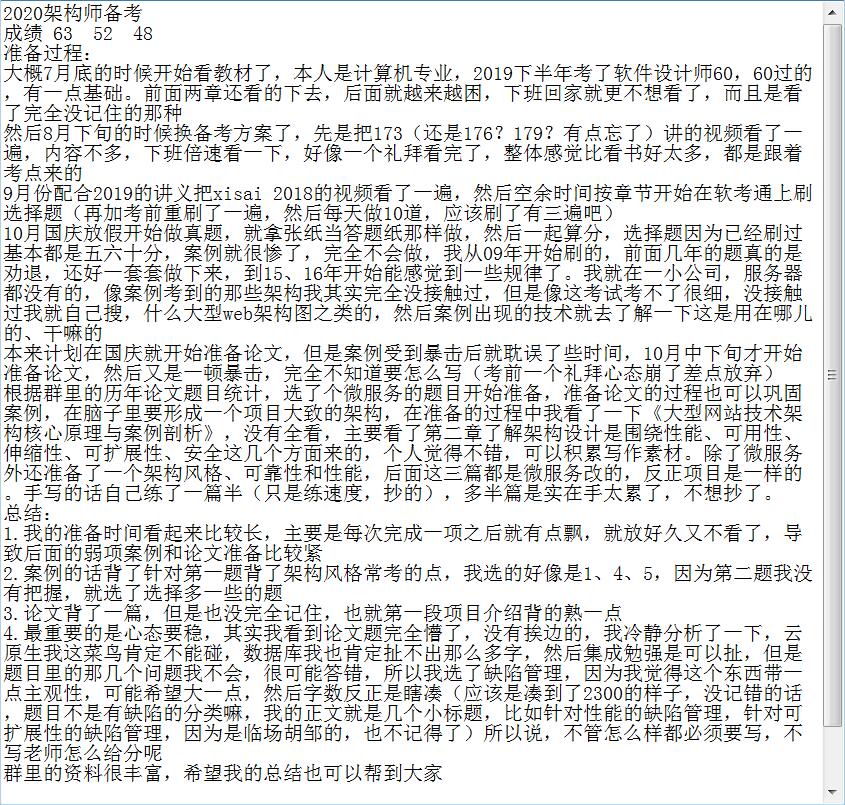 2020架构师备考
成绩 63  52  48
准备过程：
大概7月底的时候开始看教材了，本人是计算机专业，2019下半年考了软件设计师60，60过的
，有一点基础。前面两章还看的下去，后面就越来越困，下班回家就更不想看了，而且是看
了完全没记住的那种
然后8月下旬的时候换备考方案了，先是把173（还是176？179？有点忘了）讲的视频看了一
遍，内容不多，下班倍速看一下，好像一个礼拜看完了，整体感觉比看书好太多，都是跟着
考点来的
9月份配合2019的讲义把xisai 2018的视频看了一遍，然后空余时间按章节开始在软考通上刷
选择题（再加考前重刷了一遍，然后每天做10道，应该刷了有三遍吧）
10月国庆放假开始做真题，就拿张纸当答题纸那样做，然后一起算分，选择题因为已经刷过
基本都是五六十分，案例就很惨了，完全不会做，我从09年开始刷的，前面几年的题真的是
劝退，还好一套套做下来，到15、16年开始能感觉到一些规律了。我就在一小公司，服务器
都没有的，像案例考到的那些架构我其实完全没接触过，但是像这考试考不了很细，没接触
过我就自己搜，什么大型web架构图之类的，然后案例出现的技术就去了解一下这是用在哪儿
的、干嘛的
本来计划在国庆就开始准备论文，但是案例受到暴击后就耽误了些时间，10月中下旬才开始
准备论文，然后又是一顿暴击，完全不知道要怎么写（考前一个礼拜心态崩了差点放弃）
根据群里的历年论文题目统计，选了个微服务的题目开始准备，准备论文的过程也可以巩固
案例，在脑子里要形成一个项目大致的架构，在准备的过程中我看了一下《大型网站技术架
构核心原理与案例剖析》，没有全看，主要看了第二章了解架构设计是围绕性能、可用性、
伸缩性、可扩展性、安全这几个方面来的，个人觉得不错，可以积累写作素材。除了微服务
外还准备了一个架构风格、可靠性和性能，后面这三篇都是微服务改的，反正项目是一样的
。手写的话自己练了一篇半（只是练速度，抄的），多半篇是实在手太累了，不想抄了。
总结：
1.我的准备时间看起来比较长，主要是每次完成一项之后就有点飘，就放好久又不看了，导
致后面的弱项案例和论文准备比较紧
2.案例的话背了针对第一题背了架构风格常考的点，我选的好像是1、4、5，因为第二题我没
有把握，就选了选择多一些的题
3.论文背了一篇，但是也没完全记住，也就第一段项目介绍背的熟一点
4.最重要的是心态要稳，其实我看到论文题完全懵了，没有挨边的，我冷静分析了一下，云
原生我这菜鸟肯定不能碰，数据库我也肯定扯不出那么多字，然后集成勉强是可以扯，但是
题目里的那几个问题我不会，很可能答错，所以我选了缺陷管理，因为我觉得这个东西带一
点主观性，可能希望大一点，然后字数反正是瞎凑（应该是凑到了2300的样子，没记错的话
，题目不是有缺陷的分类嘛，我的正文就是几个小标题，比如针对性能的缺陷管理，针对可
扩展性的缺陷管理，因为是临场胡邹的，也不记得了）所以说，不管怎么样都必须要写，不
写老师怎么给分呢
群里的资料很丰富，希望我的总结也可以帮到大家